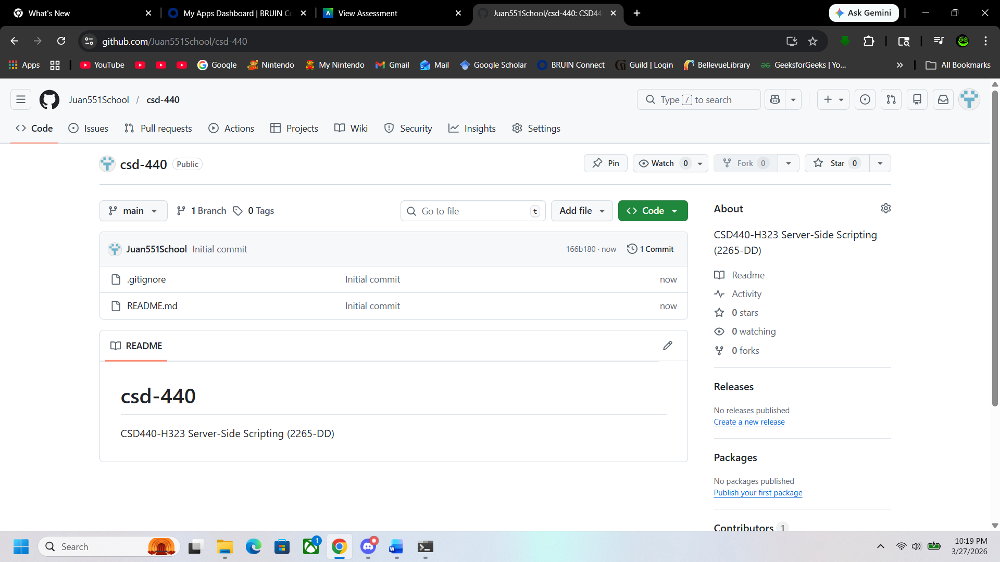 What's New
My Apps Dashboard | BRUIN Co
View Assessment
Juan551School/csd-440: CSD44
Ask Gemini
github.com/Juan551School/csd-440
Apps
YouTube
Google
Nintendo
My Nintendo
Gmail
Mail
Google Scholar
BRUIN Connect
Guild | Login
BellevueLibrary
GeeksforGeeks | Yo...
All Bookmarks
Juan551School / csd-440
Type / to search
Code
Issues
Pull requests
Actions
Projects
Wiki
Security
Insights
Settings
csd-440 Public
Pin
Watch 0
Fork 0
Star 0
main
1 Branch
0 Tags
Go to file t
Add file
Code
Juan551School Initial commit 166b180 · now 1 Commit
.gitignore Initial commit now
README.md Initial commit now
README
csd-440
CSD440-H323 Server-Side Scripting (2265-DD)
About
CSD440-H323 Server-Side Scripting
(2265-DD)
Readme
Activity
0 stars
0 watching
0 forks
Releases
No releases published
Create a new release
Packages
No packages published
Publish your first package
Contributors 1
Search
1
10:19 PM
3/27/2026